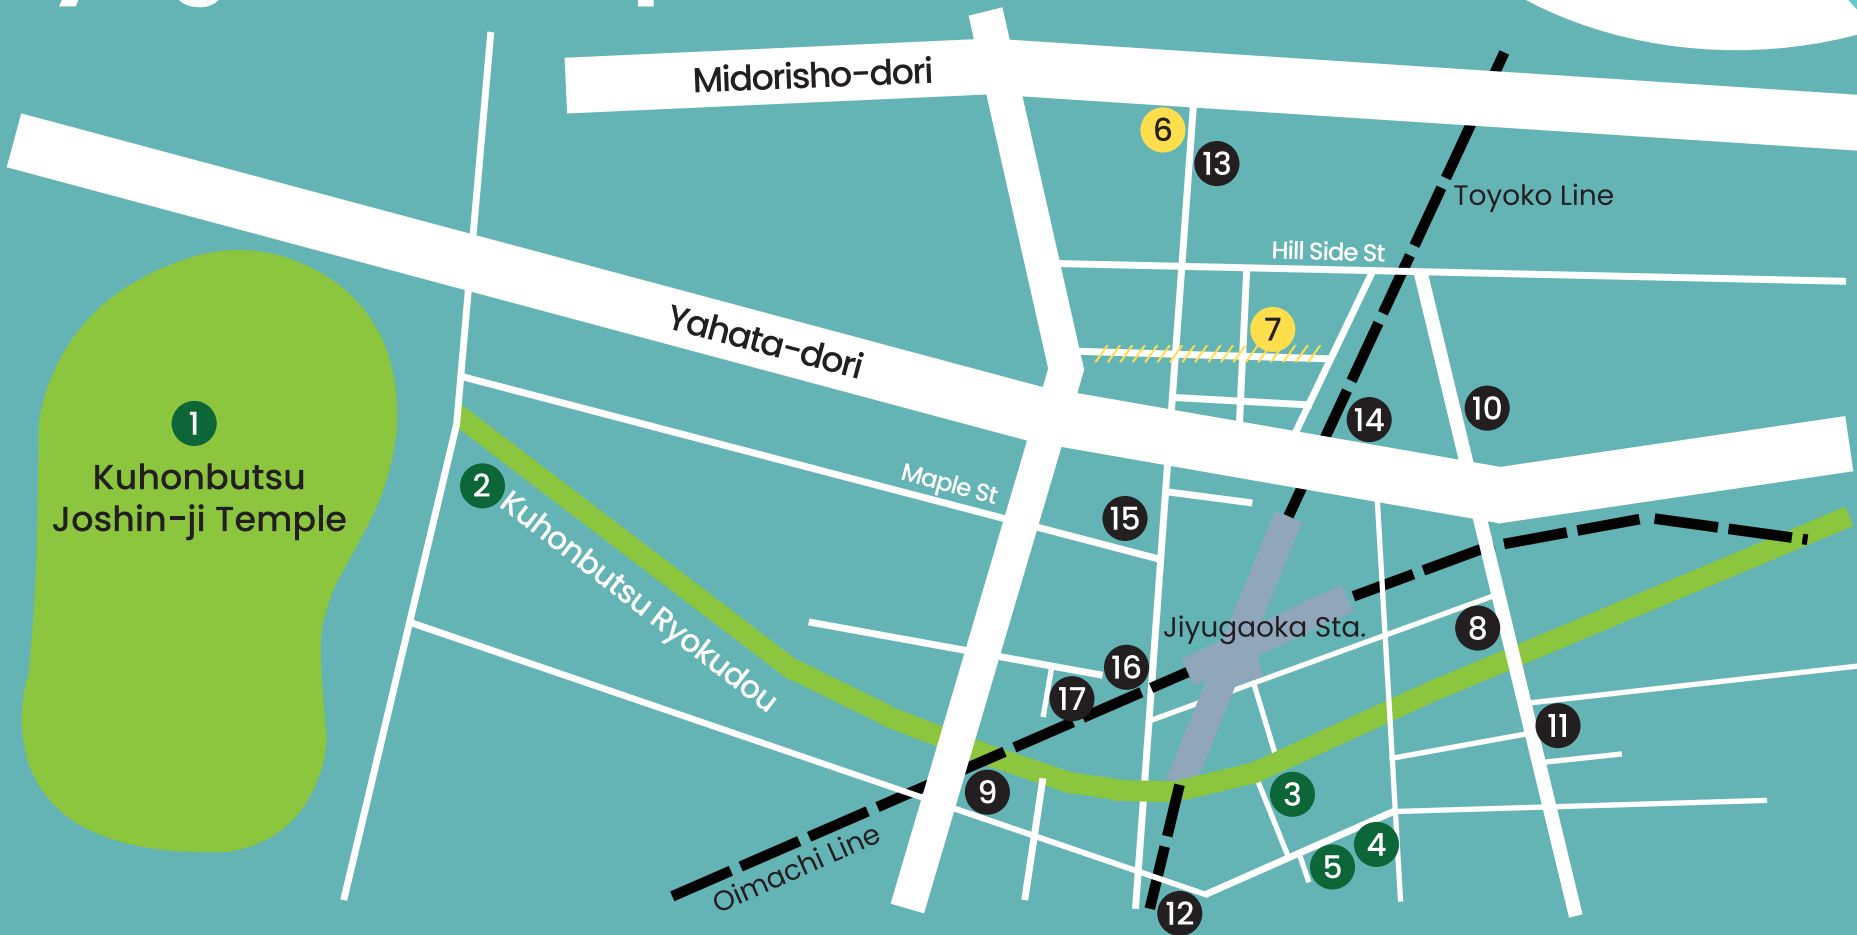 Midorisho-dori
6
13
Toyoko Line
Hill Side St
Yahata-dori
7
1
Kuhonbutsu
Joshin-ji Temple
14
10
2
Kuhonbutsu Ryokudou
Maple St
15
Jiyugaoka Sta.
8
16
17
11
9
3
Oimachi Line
4
5
12